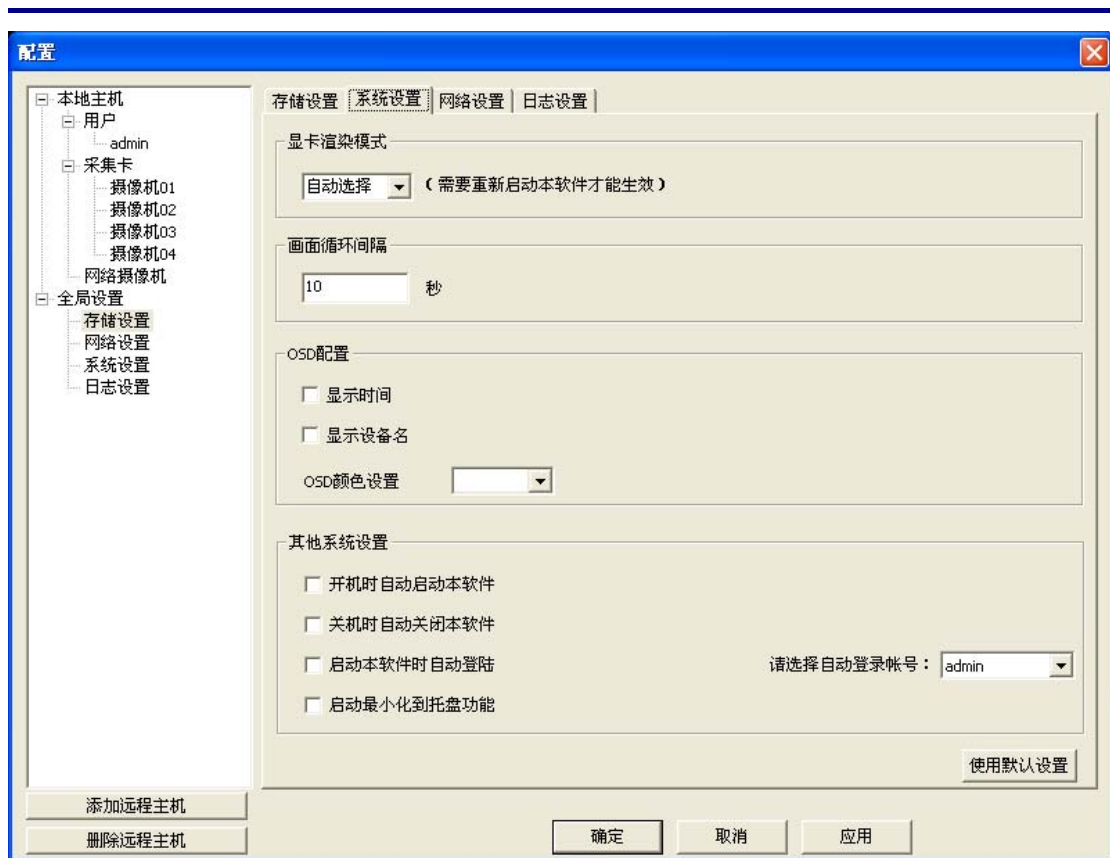 配置
本地主机
用户
admin
采集卡
摄像机01
摄像机02
摄像机03
摄像机04
网络摄像机
全局设置
存储设置
网络设置
系统设置
日志设置
添加远程主机
删除远程主机
存储设置 系统设置 网络设置 日志设置
显卡渲染模式
自动选择 (需要重新启动本软件才能生效)
画面循环间隔
10 秒
OSD配置
显示时间
显示设备名
OSD颜色设置
其他系统设置
开机时自动启动本软件
关机时自动关闭本软件
启动本软件时自动登陆 请选择自动登录帐号: admin
启动最小化到托盘功能
使用默认设置
确定 取消 应用